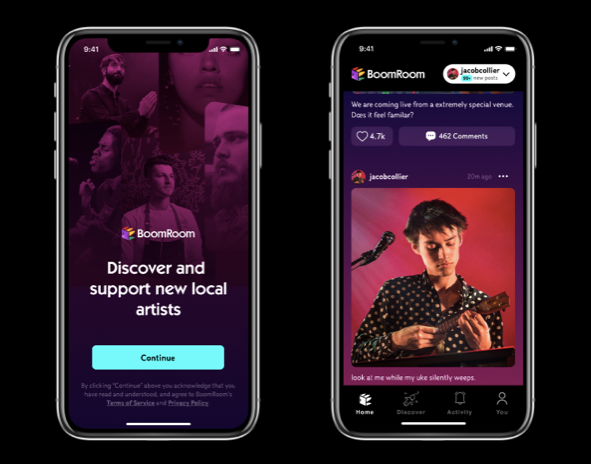 9:41
BoomRoom
Discover and
support new local
artists
Continue
By clicking "Continue" above you acknowledge that you
have read and understood, and agree to BoomRoom's
Terms of Service and Privacy Policy.
9:41
BoomRoom
jacobcollier
99+ new posts
We are coming live from a extremely special venue.
Does it feel familar?
4.7k
462 Comments
jacobcollier
20m ago
look at me while my uke silently weeps.
Home
Discover
Activity
You